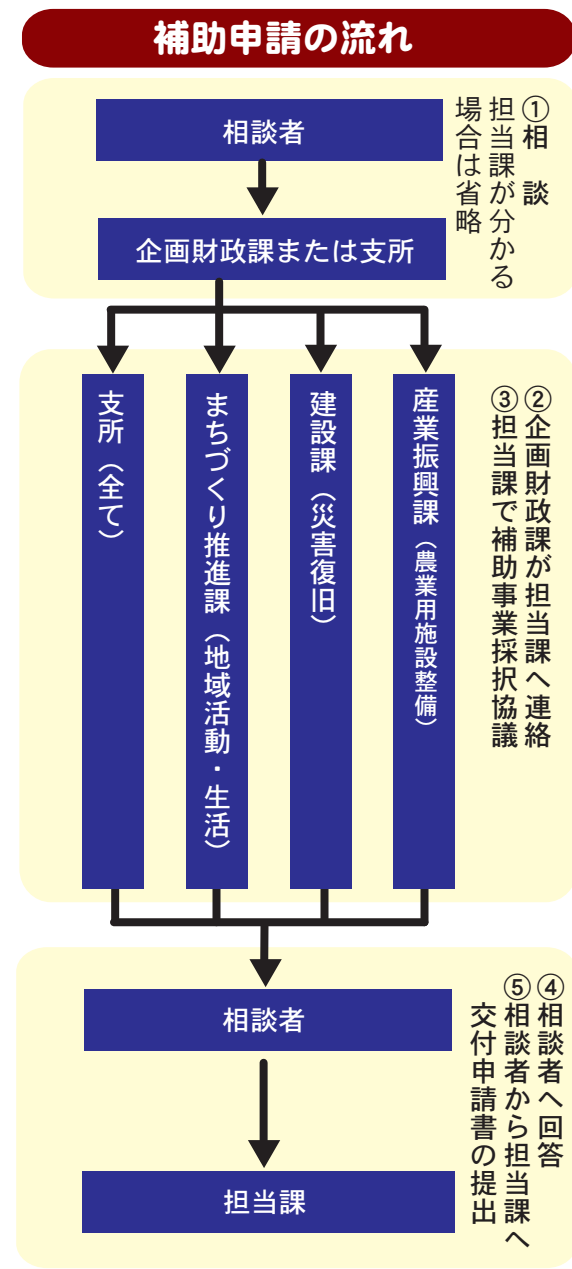 補助申請の流れ
①相　談
担当課が分かる
場合は省略
相談者
企画財政課または支所
②企画財政課が担当課へ連絡
③担当課で補助事業採択協議
産業振興課（農業用施設整備）
建設課（災害復旧）
まちづくり推進課（地域活動・生活）
支所（全て）
④相談者へ回答
⑤相談者から担当課へ
交付申請書の提出
相談者
担当課